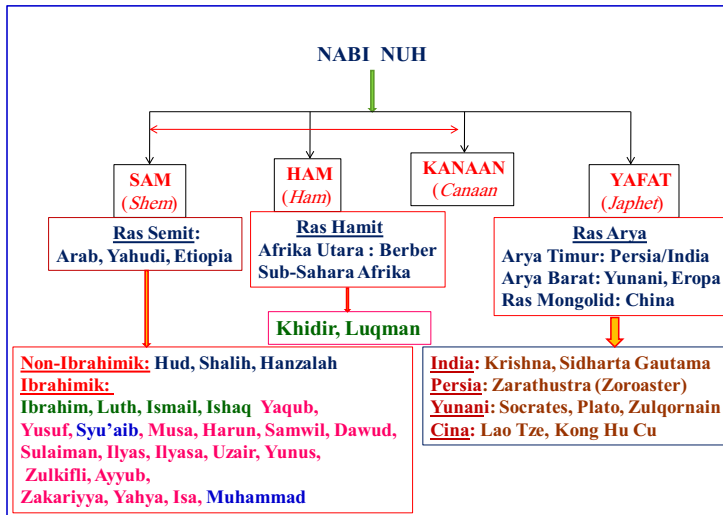 NABI NUH
SAM
(Shem)
HAM
(Ham)
KANAAN
(Canaan
YAFAT
(Japhet)
Ras Semit:
Arab, Yahudi, Etiopia
Ras Hamit
Afrika Utara : Berber
Sub-Sahara Afrika
Ras Arya
Arya Timur: Persia/India
Arya Barat: Yunani, Eropa
Ras Mongolid: China
Khidir, Luqman
Non-Ibrahimik: Hud, Shalih, Hanzalah
Ibrahimik:
Ibrahim, Luth, Ismail, Ishaq Yaqub,
Yusuf, Syu’aib, Musa, Harun, Samwil, Dawud,
Sulaiman, Ilyas, Ilyasa, Uzair, Yunus,
Zulkifli, Ayyub,
Zakariyya, Yahya, Isa, Muhammad
India: Krishna, Sidharta Gautama
Persia: Zarathustra (Zoroaster)
Yunani: Socrates, Plato, Zulqornain
Cina: Lao Tze, Kong Hu Cu